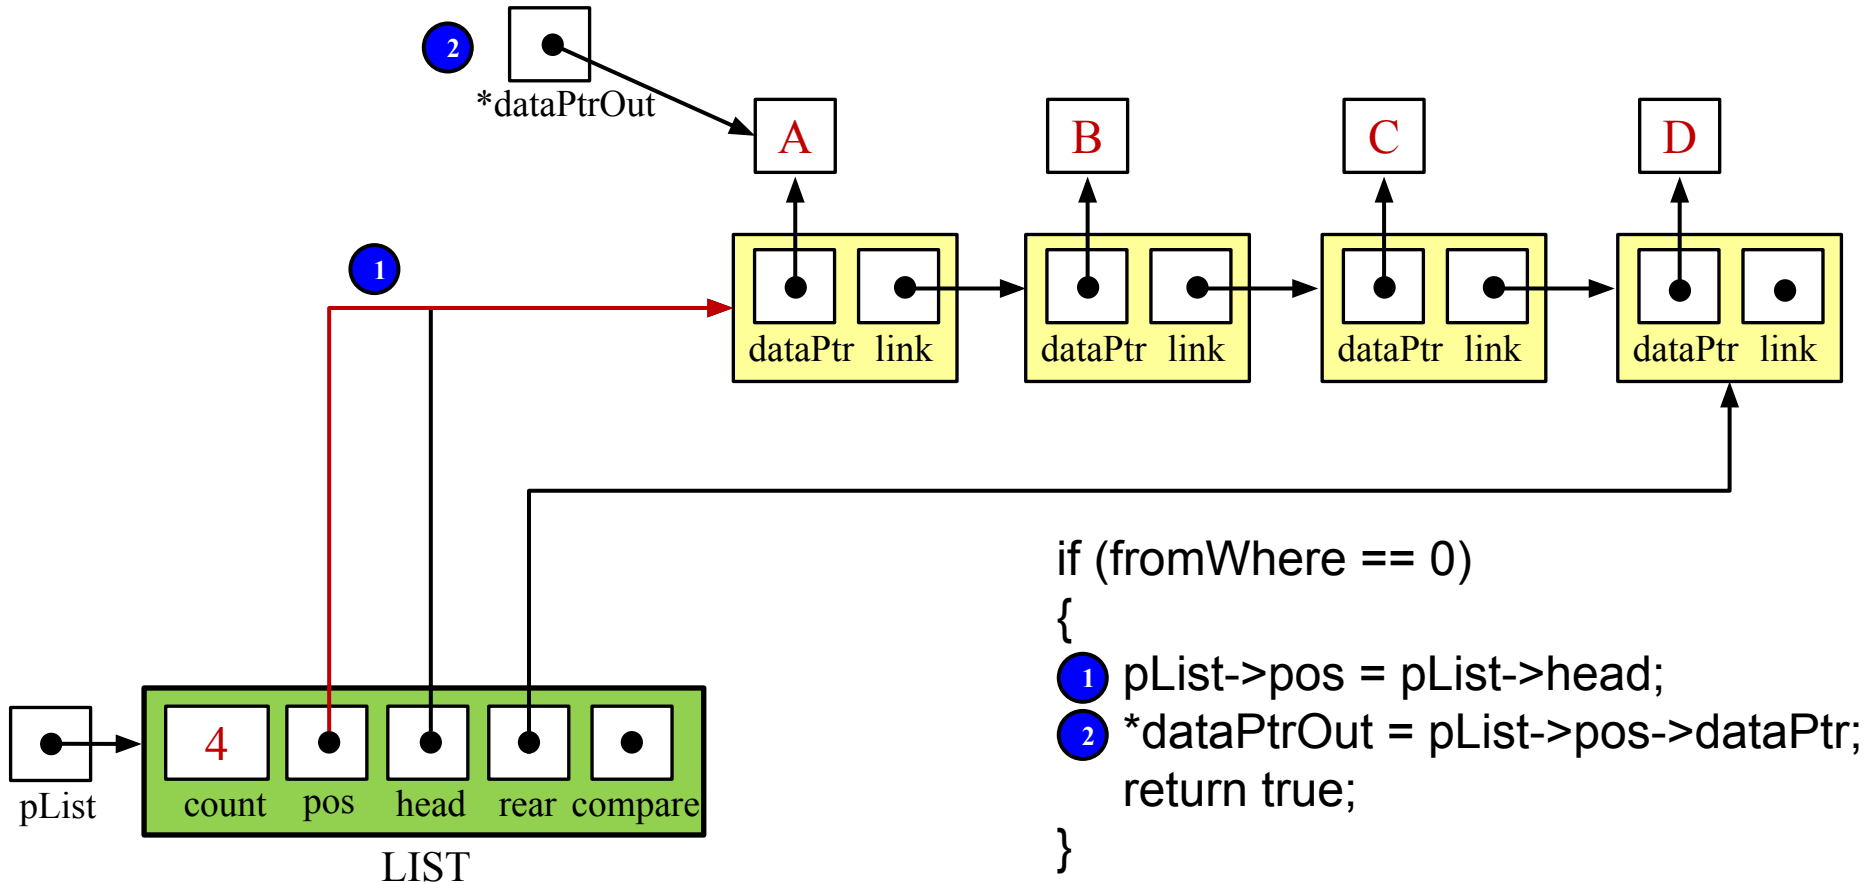 2
*dataPtrOut
A B C D
1
dataPtr link dataPtr link dataPtr link dataPtr link
4
pList count pos head rear compare
LIST
if (fromWhere == 0)
{
1 pList->pos = pList->head;
2 *dataPtrOut = pList->pos->dataPtr;
return true;
}